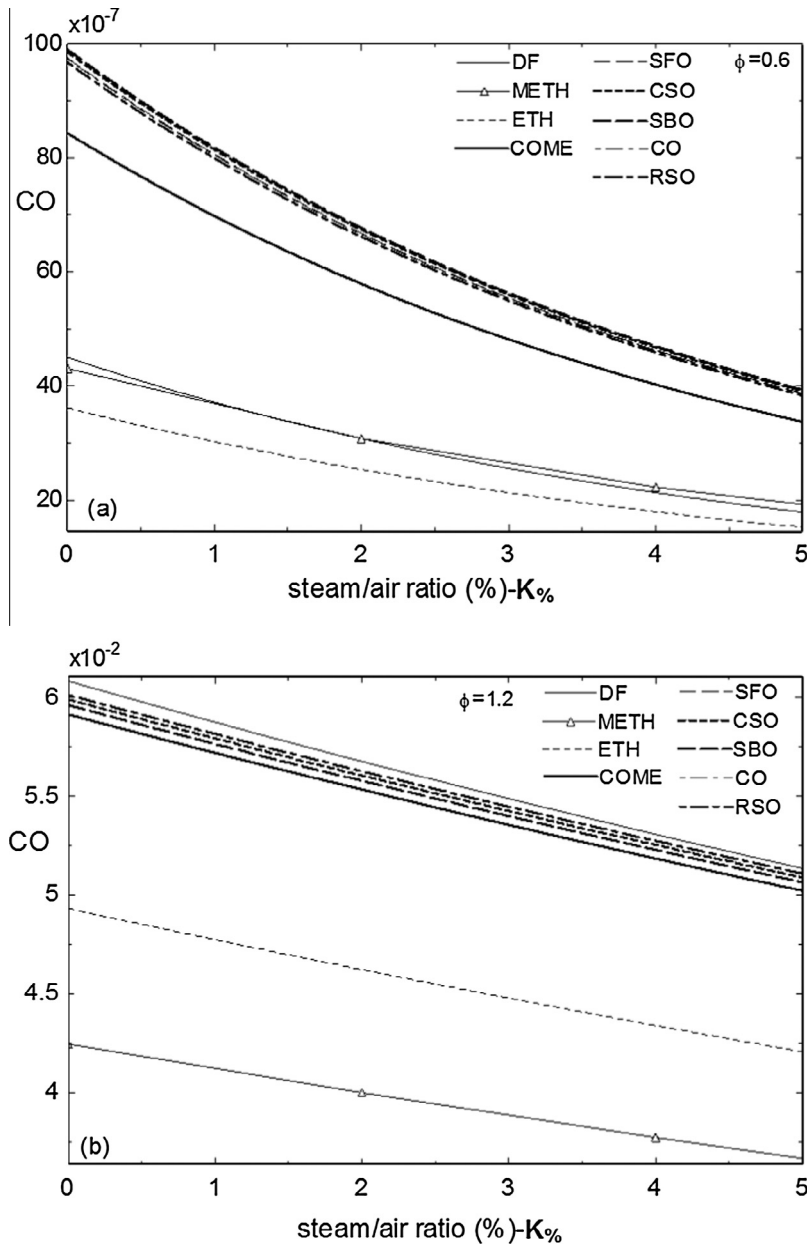 x10-7
100
80
CO
60
40
20
0 1 2 3 4 5
steam/air ratio (%)-K%
(a)
DF
METH
ETH
COME
SFO
CSO
SBO
CO
RSO
ϕ=0.6
x10-2
6
5.5
CO
5
4.5
4
0 1 2 3 4 5
steam/air ratio (%)-K%
(b)
ϕ=1.2
DF
METH
ETH
COME
SFO
CSO
SBO
CO
RSO